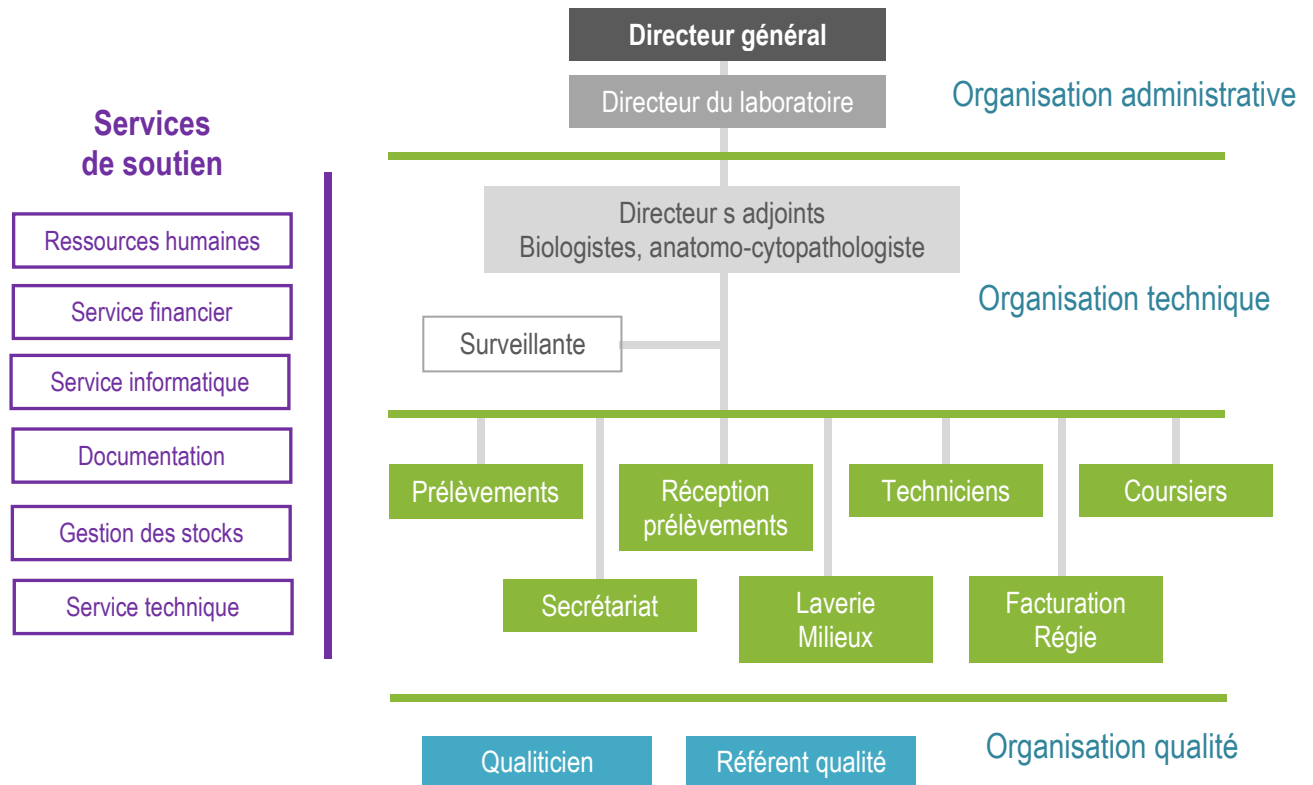 Directeur général
Directeur du laboratoire
Organisation administrative
Services
de soutien
Ressources humaines
Service financier
Service informatique
Documentation
Gestion des stocks
Service technique
Directeur s adjoints
Biologistes, anatomo-cytopathologiste
Organisation technique
Surveillante
Prélèvements
Réception
prélèvements
Techniciens
Coursiers
Secrétariat
Laverie
Milieux
Facturation
Régie
Qualiticien
Référent qualité
Organisation qualité